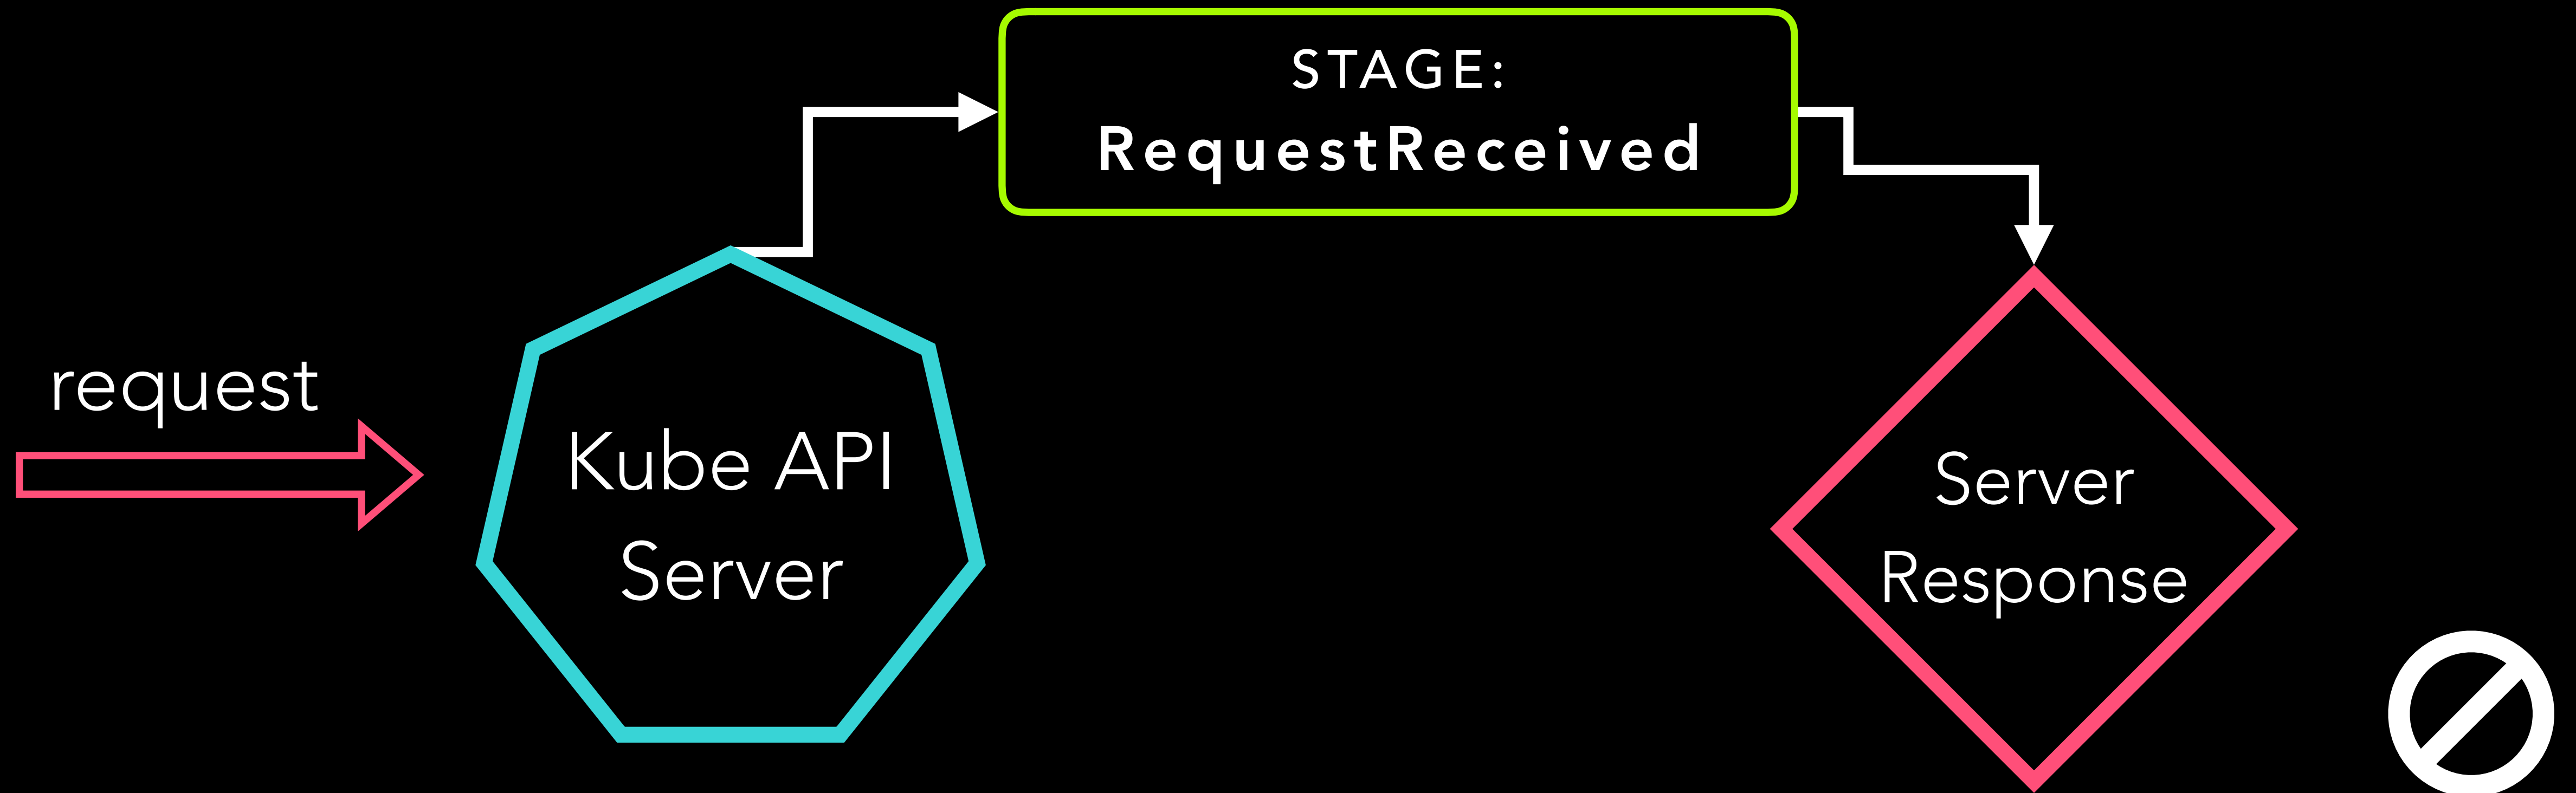 STAGE:
RequestReceived
request
Kube API
Server
Server
Response